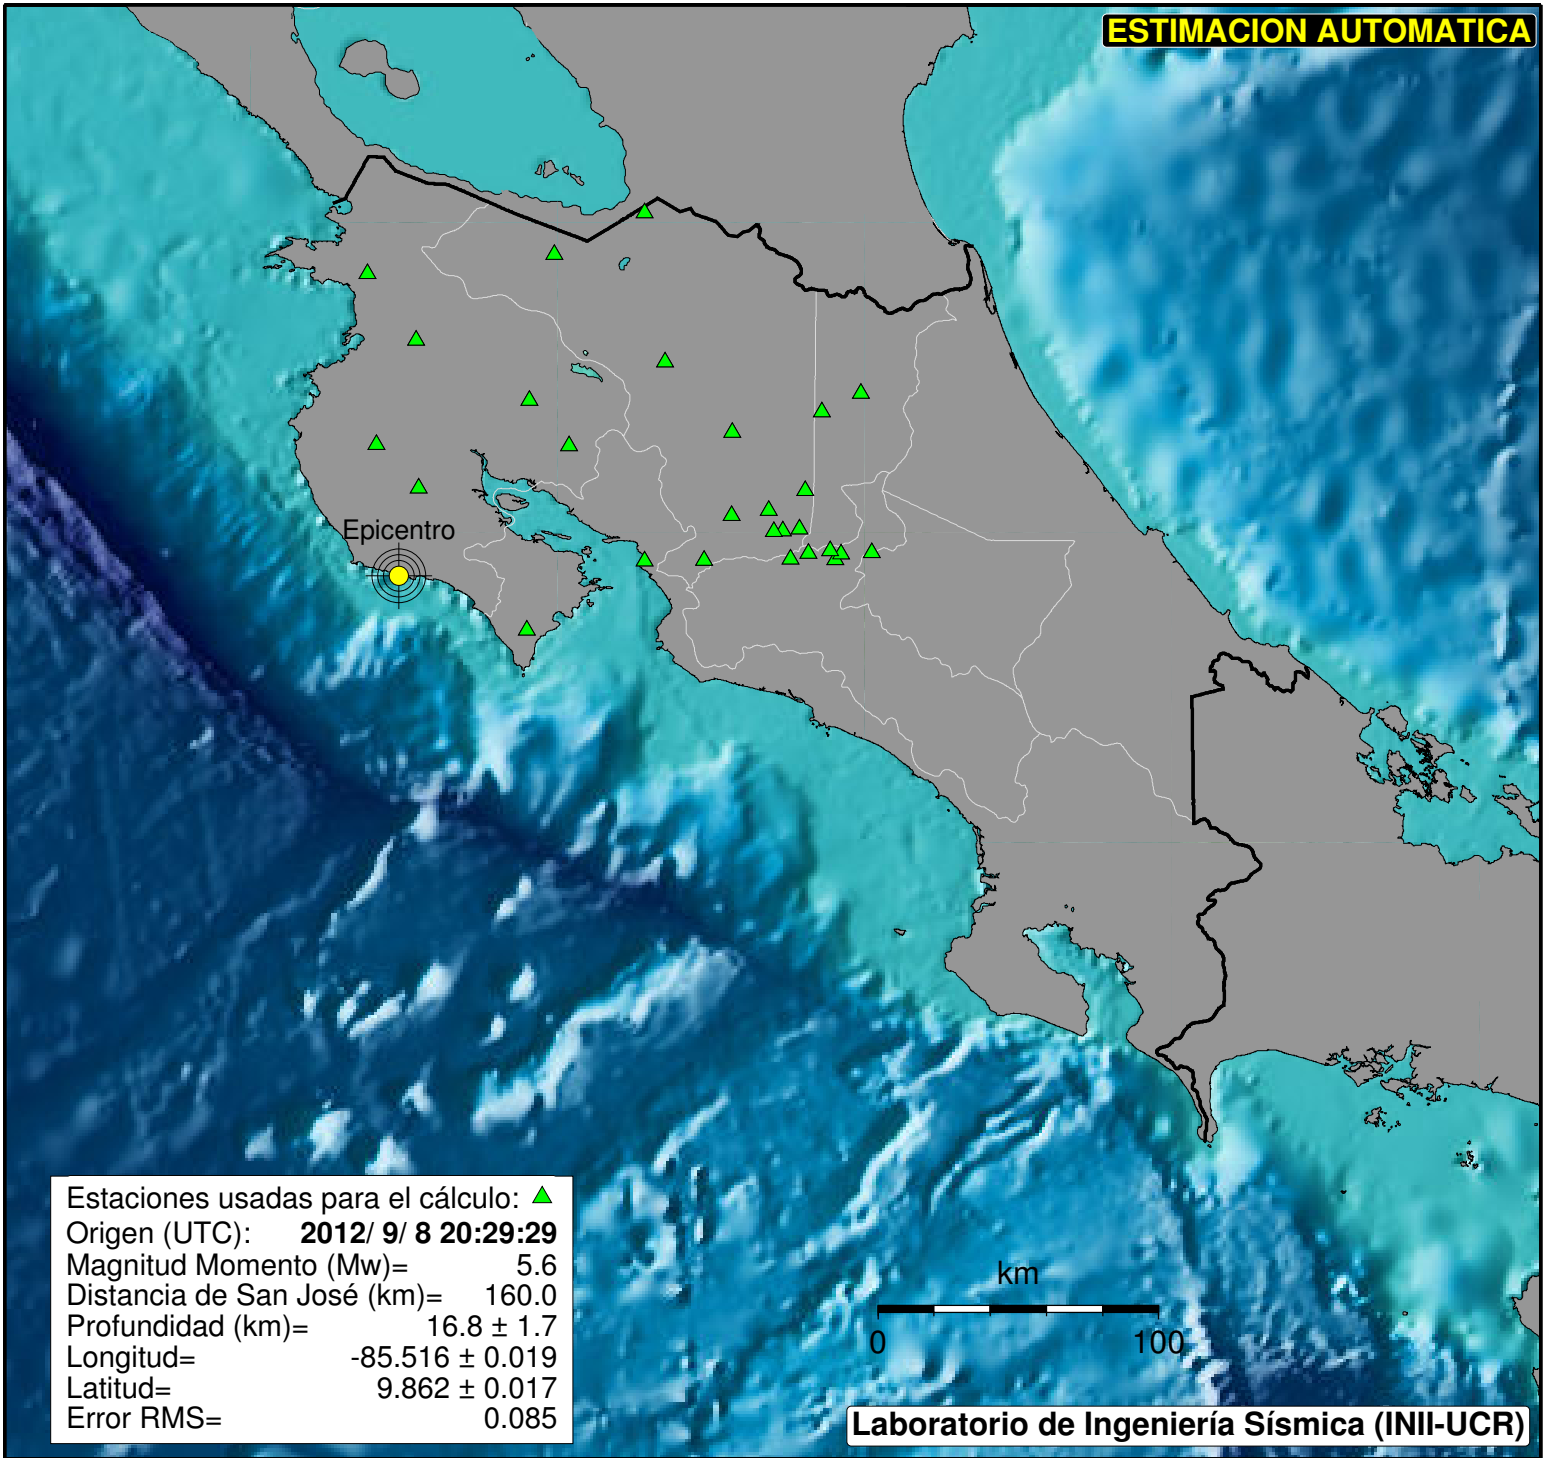 ESTIMACION AUTOMATICA
Epicentro
Estaciones usadas para el cálculo:
Origen (UTC): 2012/ 9/ 8 20:29:29
Magnitud Momento (Mw)= 5.6
Distancia de San José (km)= 160.0
Profundidad (km)= 16.8 ± 1.7
Longitud= -85.516 ± 0.019
Latitud= 9.862 ± 0.017
Error RMS= 0.085
km
0 100
Laboratorio de Ingeniería Sísmica (INII-UCR)